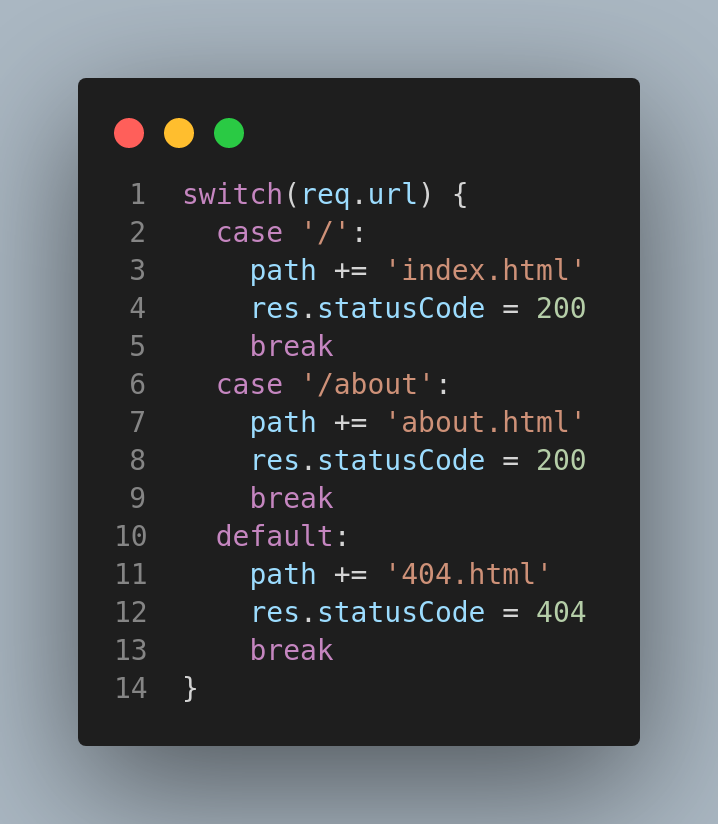 1 switch(req.url) {
2   case '/':
3     path += 'index.html'
4     res.statusCode = 200
5     break
6   case '/about':
7     path += 'about.html'
8     res.statusCode = 200
9     break
10   default:
11     path += '404.html'
12     res.statusCode = 404
13     break
14 }